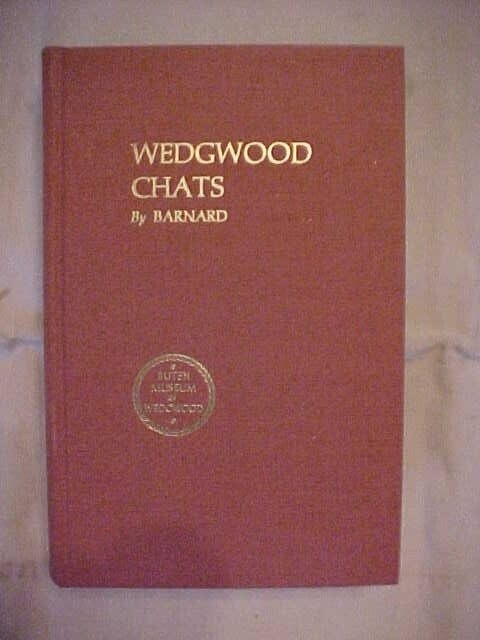 WEDGWOOD
CHATS
By BARNARD
BUTEN
MUSEUM
OF
WEDGWOOD